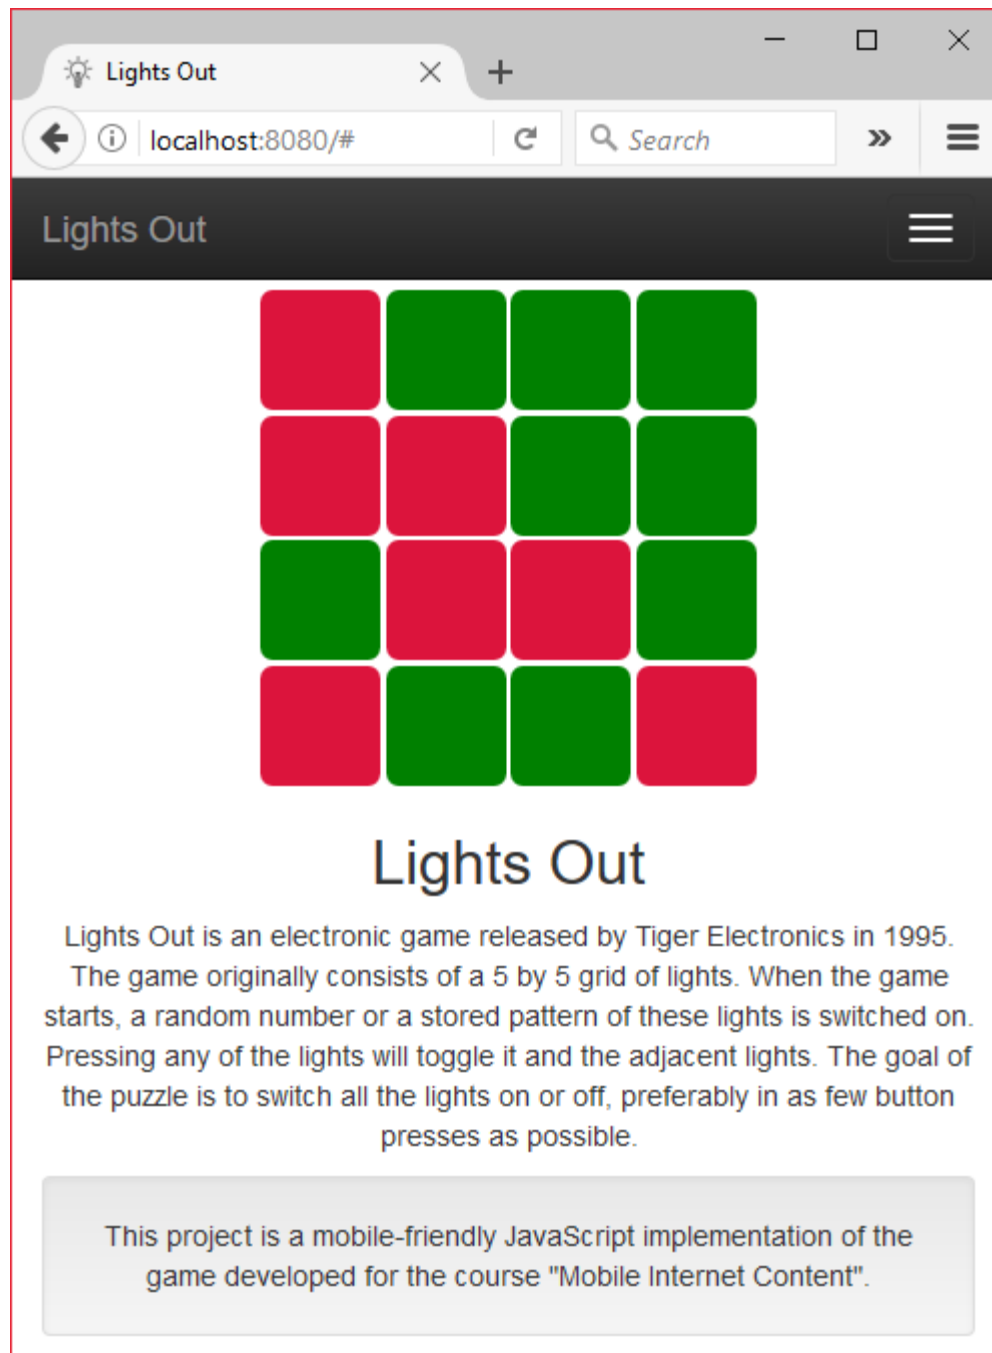 Lights Out
localhost:8080/#
Search
Lights Out
Lights Out
Lights Out is an electronic game released by Tiger Electronics in 1995.
The game originally consists of a 5 by 5 grid of lights. When the game
starts, a random number or a stored pattern of these lights is switched on.
Pressing any of the lights will toggle it and the adjacent lights. The goal of
the puzzle is to switch all the lights on or off, preferably in as few button
presses as possible.
This project is a mobile-friendly JavaScript implementation of the
game developed for the course "Mobile Internet Content".